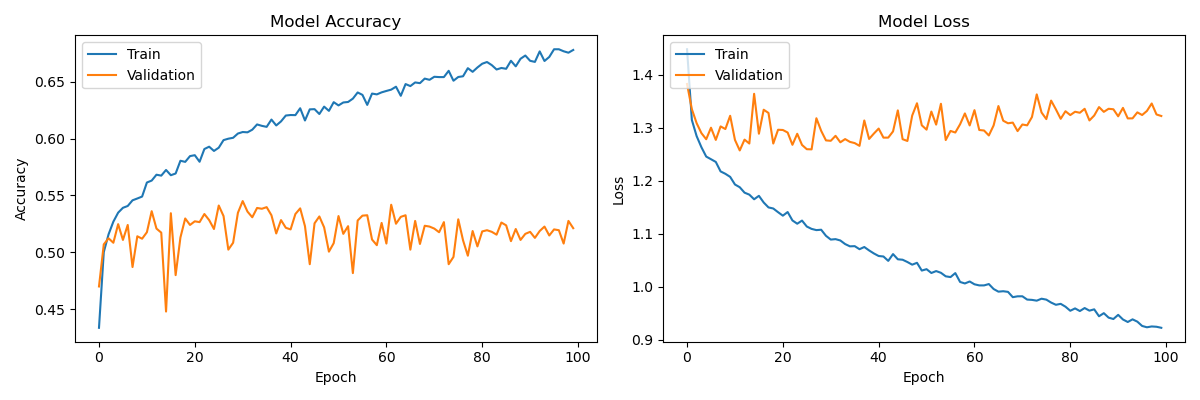 Model Accuracy
Train
Validation
0.65
0.60
0.55
0.50
0.45
Accuracy
0 20 40 60 80 100
Epoch
Model Loss
Train
Validation
1.4
1.3
1.2
1.1
1.0
0.9
Loss
0 20 40 60 80 100
Epoch